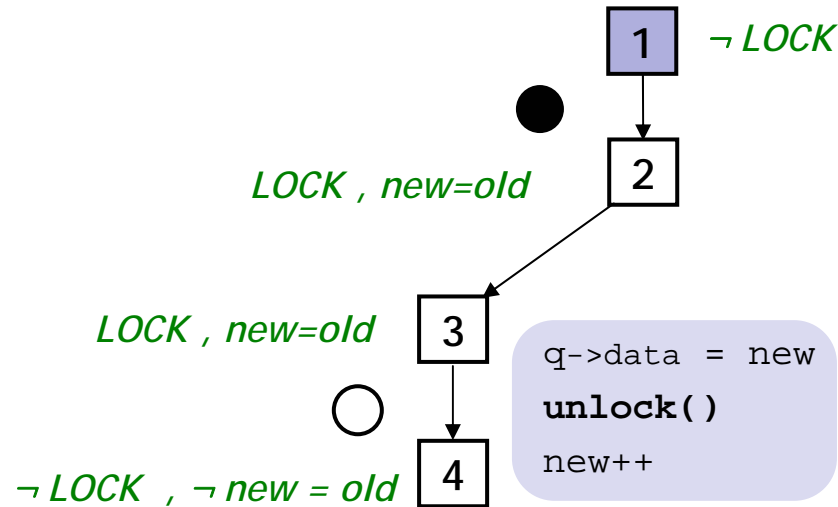 1 ¬ LOCK
LOCK , new=old 2
LOCK , new=old 3
q->data = new
unlock()
new++
¬ LOCK , ¬ new = old 4